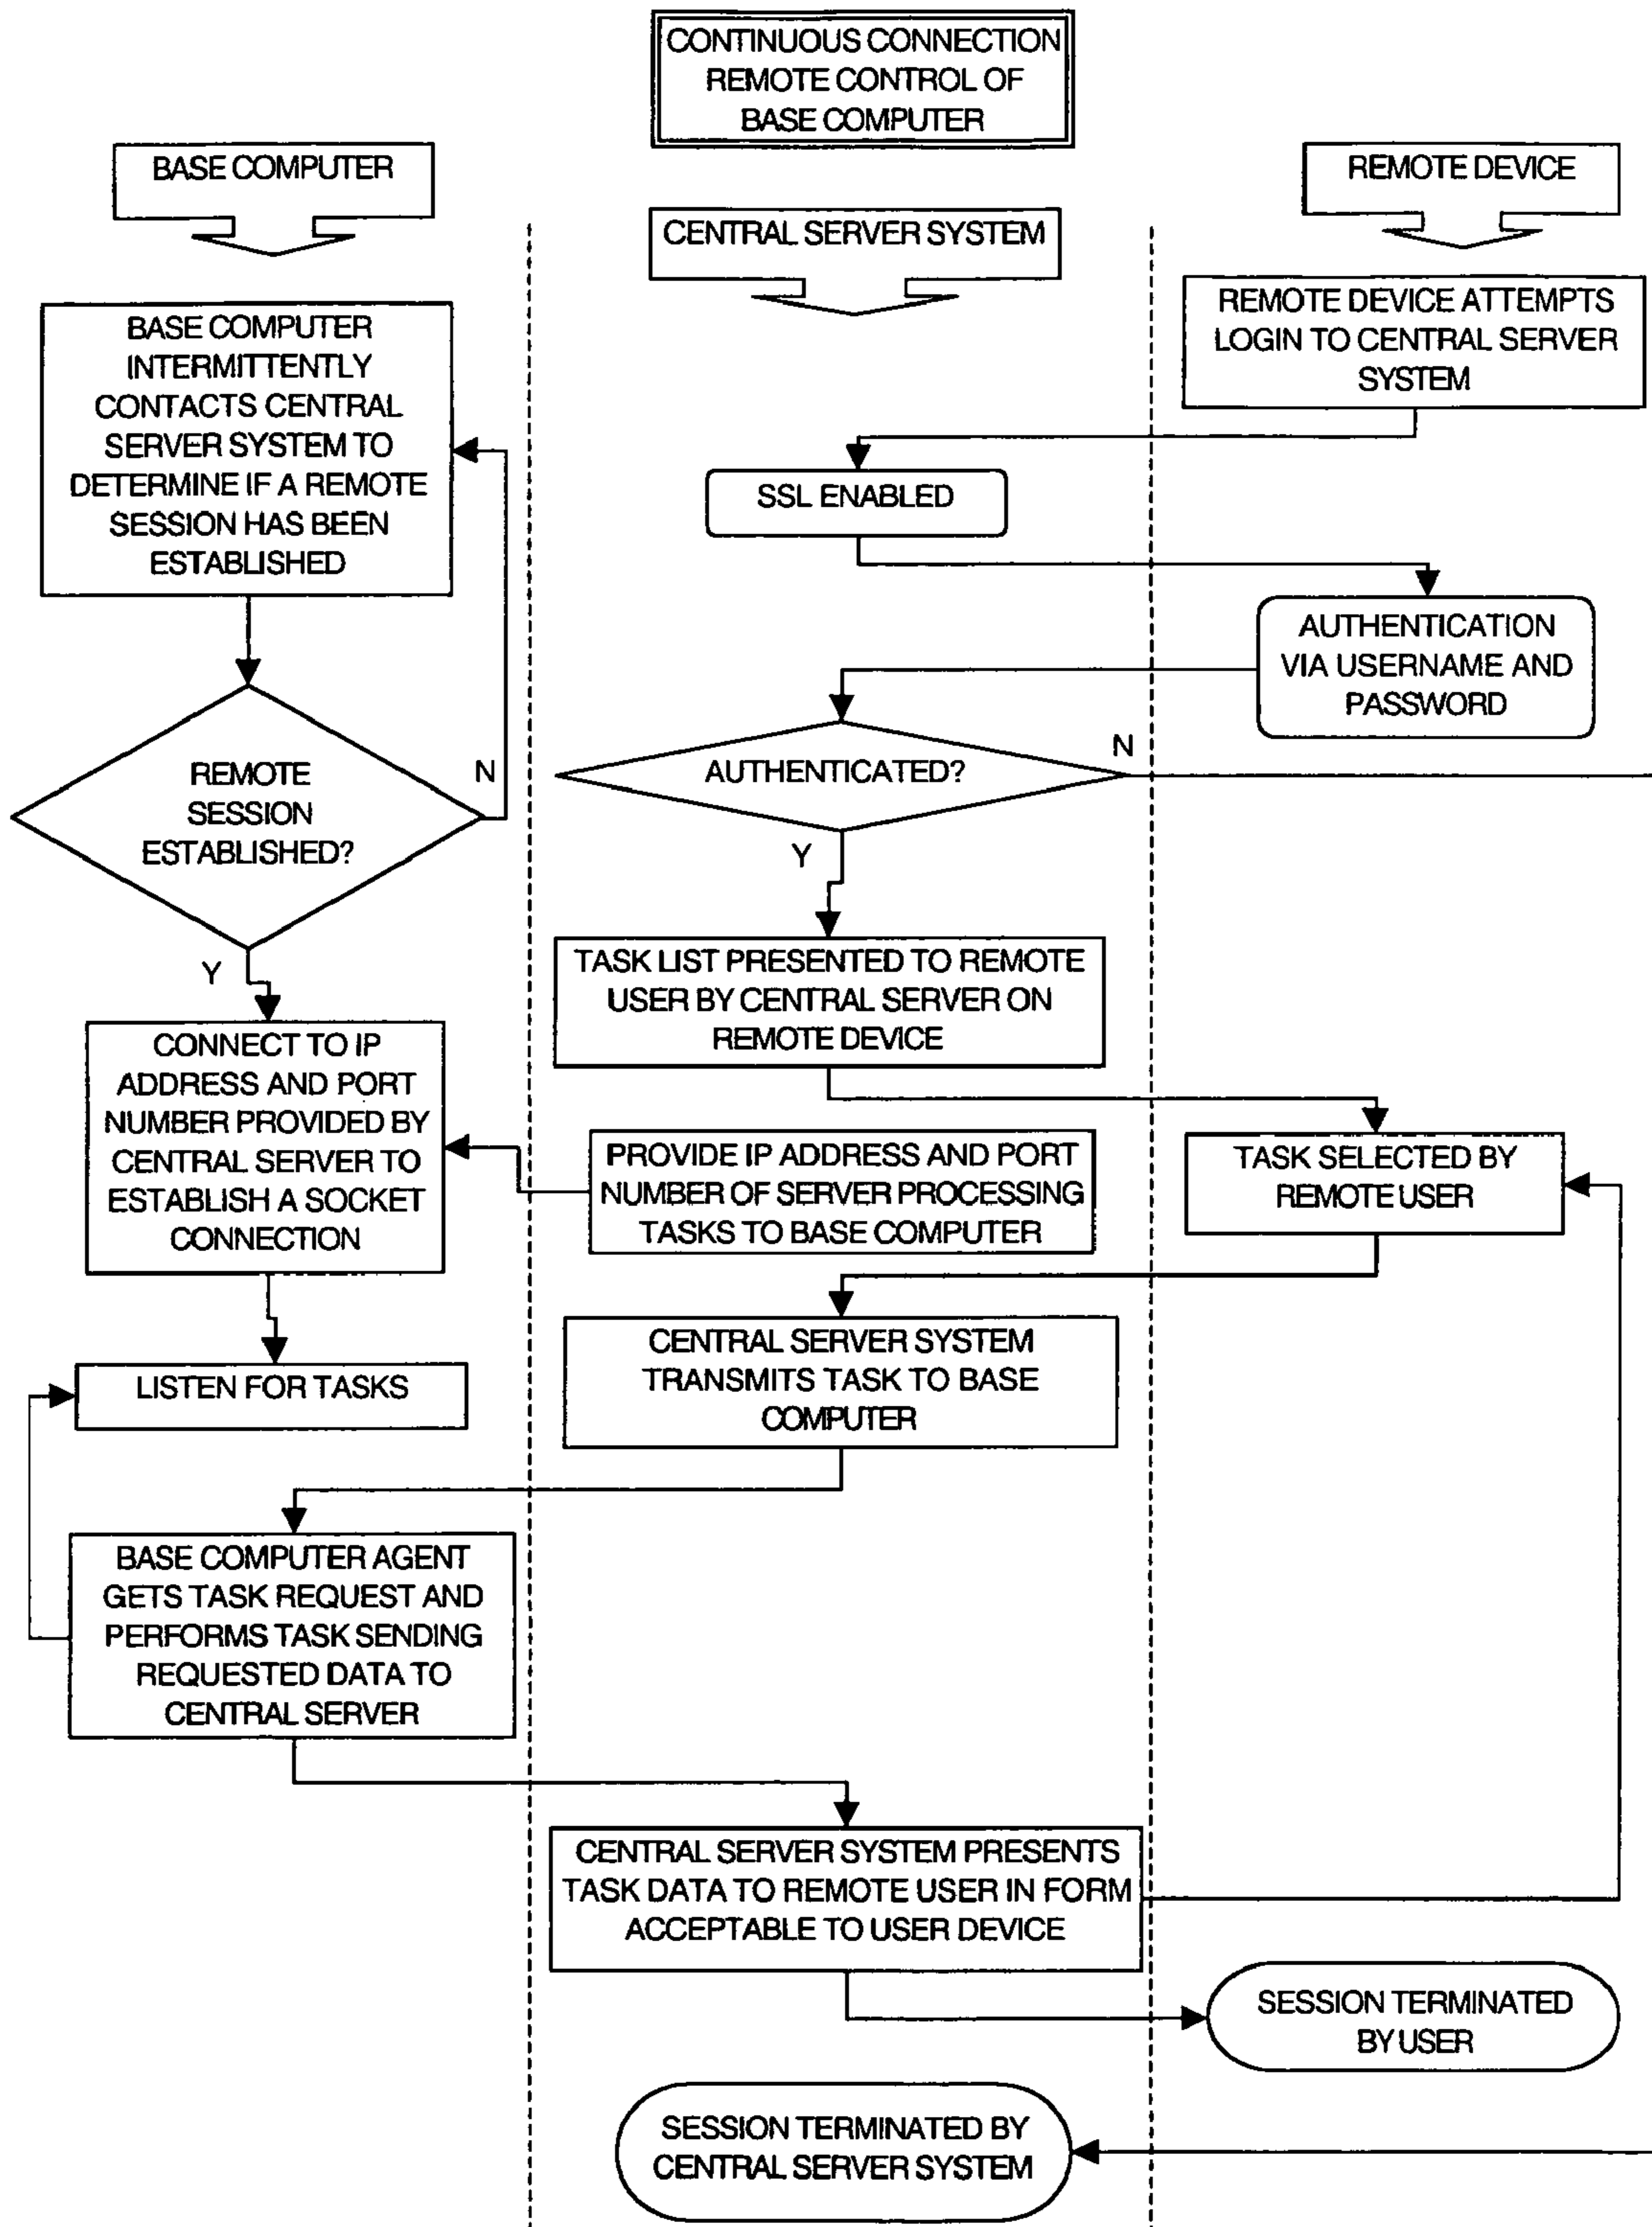 CONTINUOUS CONNECTION
REMOTE CONTROL OF
BASE COMPUTER
BASE COMPUTER
CENTRAL SERVER SYSTEM
REMOTE DEVICE
BASE COMPUTER
INTERMITTENTLY
CONTACTS CENTRAL
SERVER SYSTEM TO
DETERMINE IF A REMOTE
SESSION HAS BEEN
ESTABLISHED
REMOTE DEVICE ATTEMPTS
LOGIN TO CENTRAL SERVER
SYSTEM
SSL ENABLED
AUTHENTICATION
VIA USERNAME AND
PASSWORD
REMOTE
SESSION
ESTABLISHED?
N
Y
AUTHENTICATED?
N
Y
TASK LIST PRESENTED TO REMOTE
USER BY CENTRAL SERVER ON
REMOTE DEVICE
CONNECT TO IP
ADDRESS AND PORT
NUMBER PROVIDED BY
CENTRAL SERVER TO
ESTABLISH A SOCKET
CONNECTION
PROVIDE IP ADDRESS AND PORT
NUMBER OF SERVER PROCESSING
TASKS TO BASE COMPUTER
TASK SELECTED BY
REMOTE USER
LISTEN FOR TASKS
CENTRAL SERVER SYSTEM
TRANSMITS TASK TO BASE
COMPUTER
BASE COMPUTER AGENT
GETS TASK REQUEST AND
PERFORMS TASK SENDING
REQUESTED DATA TO
CENTRAL SERVER
CENTRAL SERVER SYSTEM PRESENTS
TASK DATA TO REMOTE USER IN FORM
ACCEPTABLE TO USER DEVICE
SESSION TERMINATED
BY USER
SESSION TERMINATED BY
CENTRAL SERVER SYSTEM